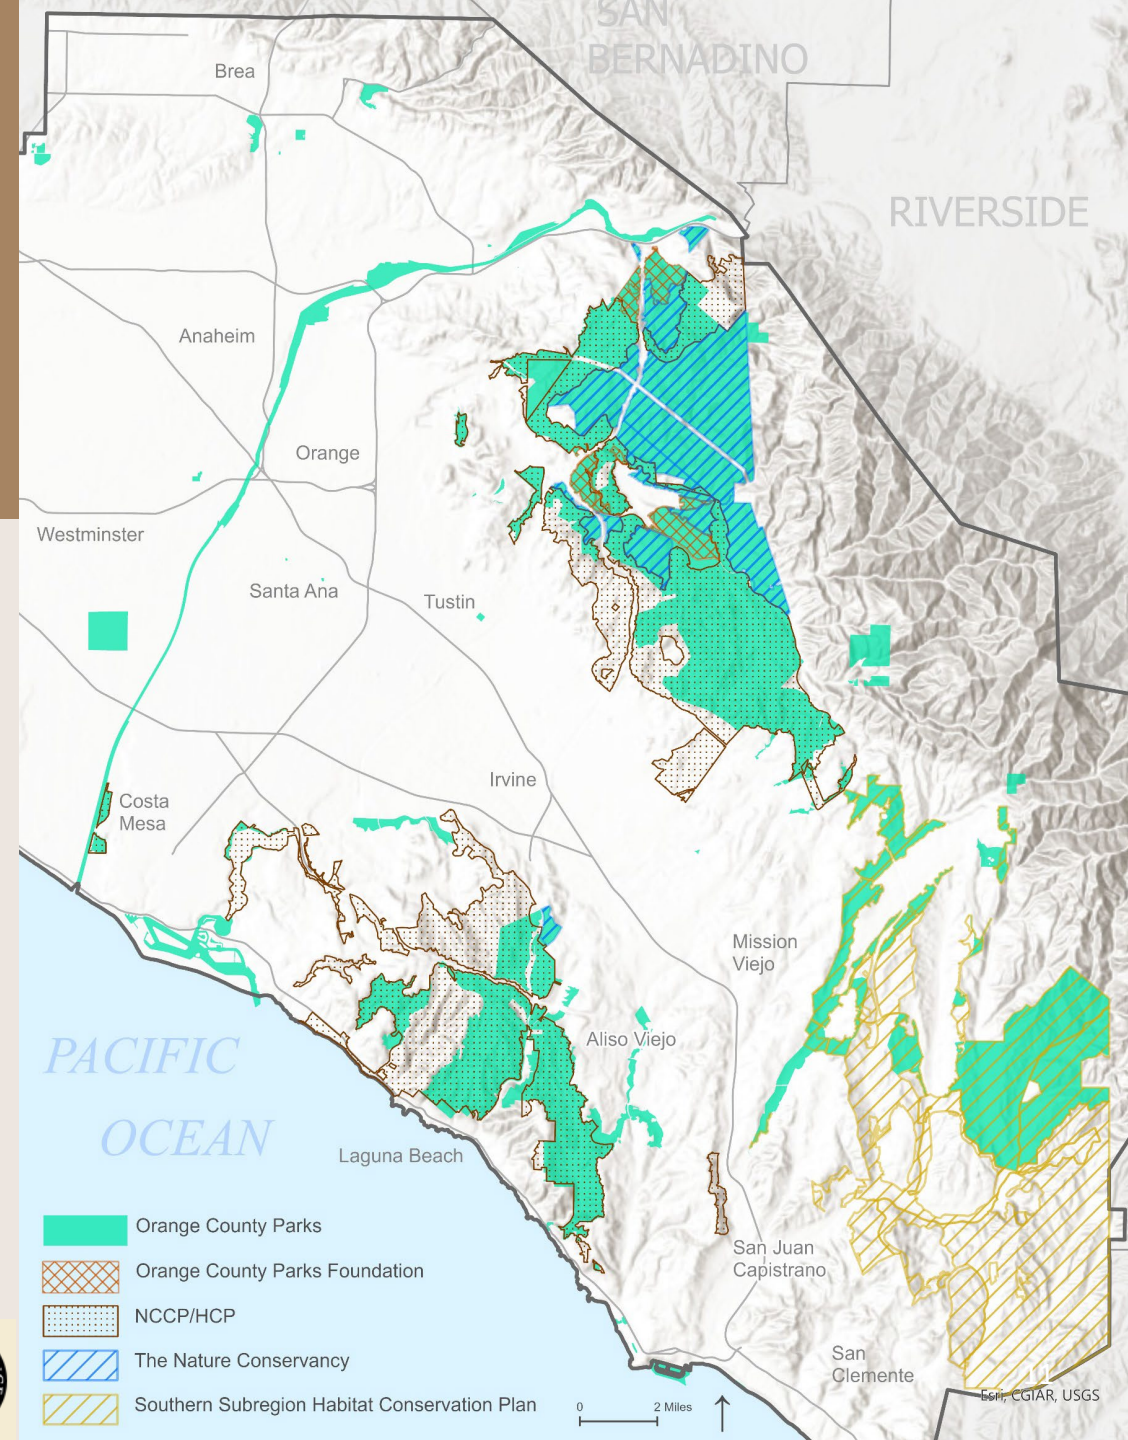 SAN
BERNADINO
Brea
RIVERSIDE
Anaheim
Orange
Westminster
Santa Ana
Tustin
Irvine
Costa
Mesa
Mission
Viejo
PACIFIC
OCEAN
Aliso Viejo
Laguna Beach
San Juan
Capistrano
San
Clemente
Orange County Parks
Orange County Parks Foundation
NCCP/HCP
The Nature Conservancy
Southern Subregion Habitat Conservation Plan
0 2 Miles
11
Esri, CGIAR, USGS